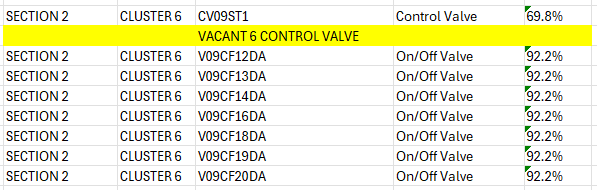 SECTION 2 CLUSTER 6 CV09ST1 Control Valve 69.8%
VACANT 6 CONTROL VALVE
SECTION 2 CLUSTER 6 V09CF12DA On/Off Valve 92.2%
SECTION 2 CLUSTER 6 V09CF13DA On/Off Valve 92.2%
SECTION 2 CLUSTER 6 V09CF14DA On/Off Valve 92.2%
SECTION 2 CLUSTER 6 V09CF16DA On/Off Valve 92.2%
SECTION 2 CLUSTER 6 V09CF18DA On/Off Valve 92.2%
SECTION 2 CLUSTER 6 V09CF19DA On/Off Valve 92.2%
SECTION 2 CLUSTER 6 V09CF20DA On/Off Valve 92.2%